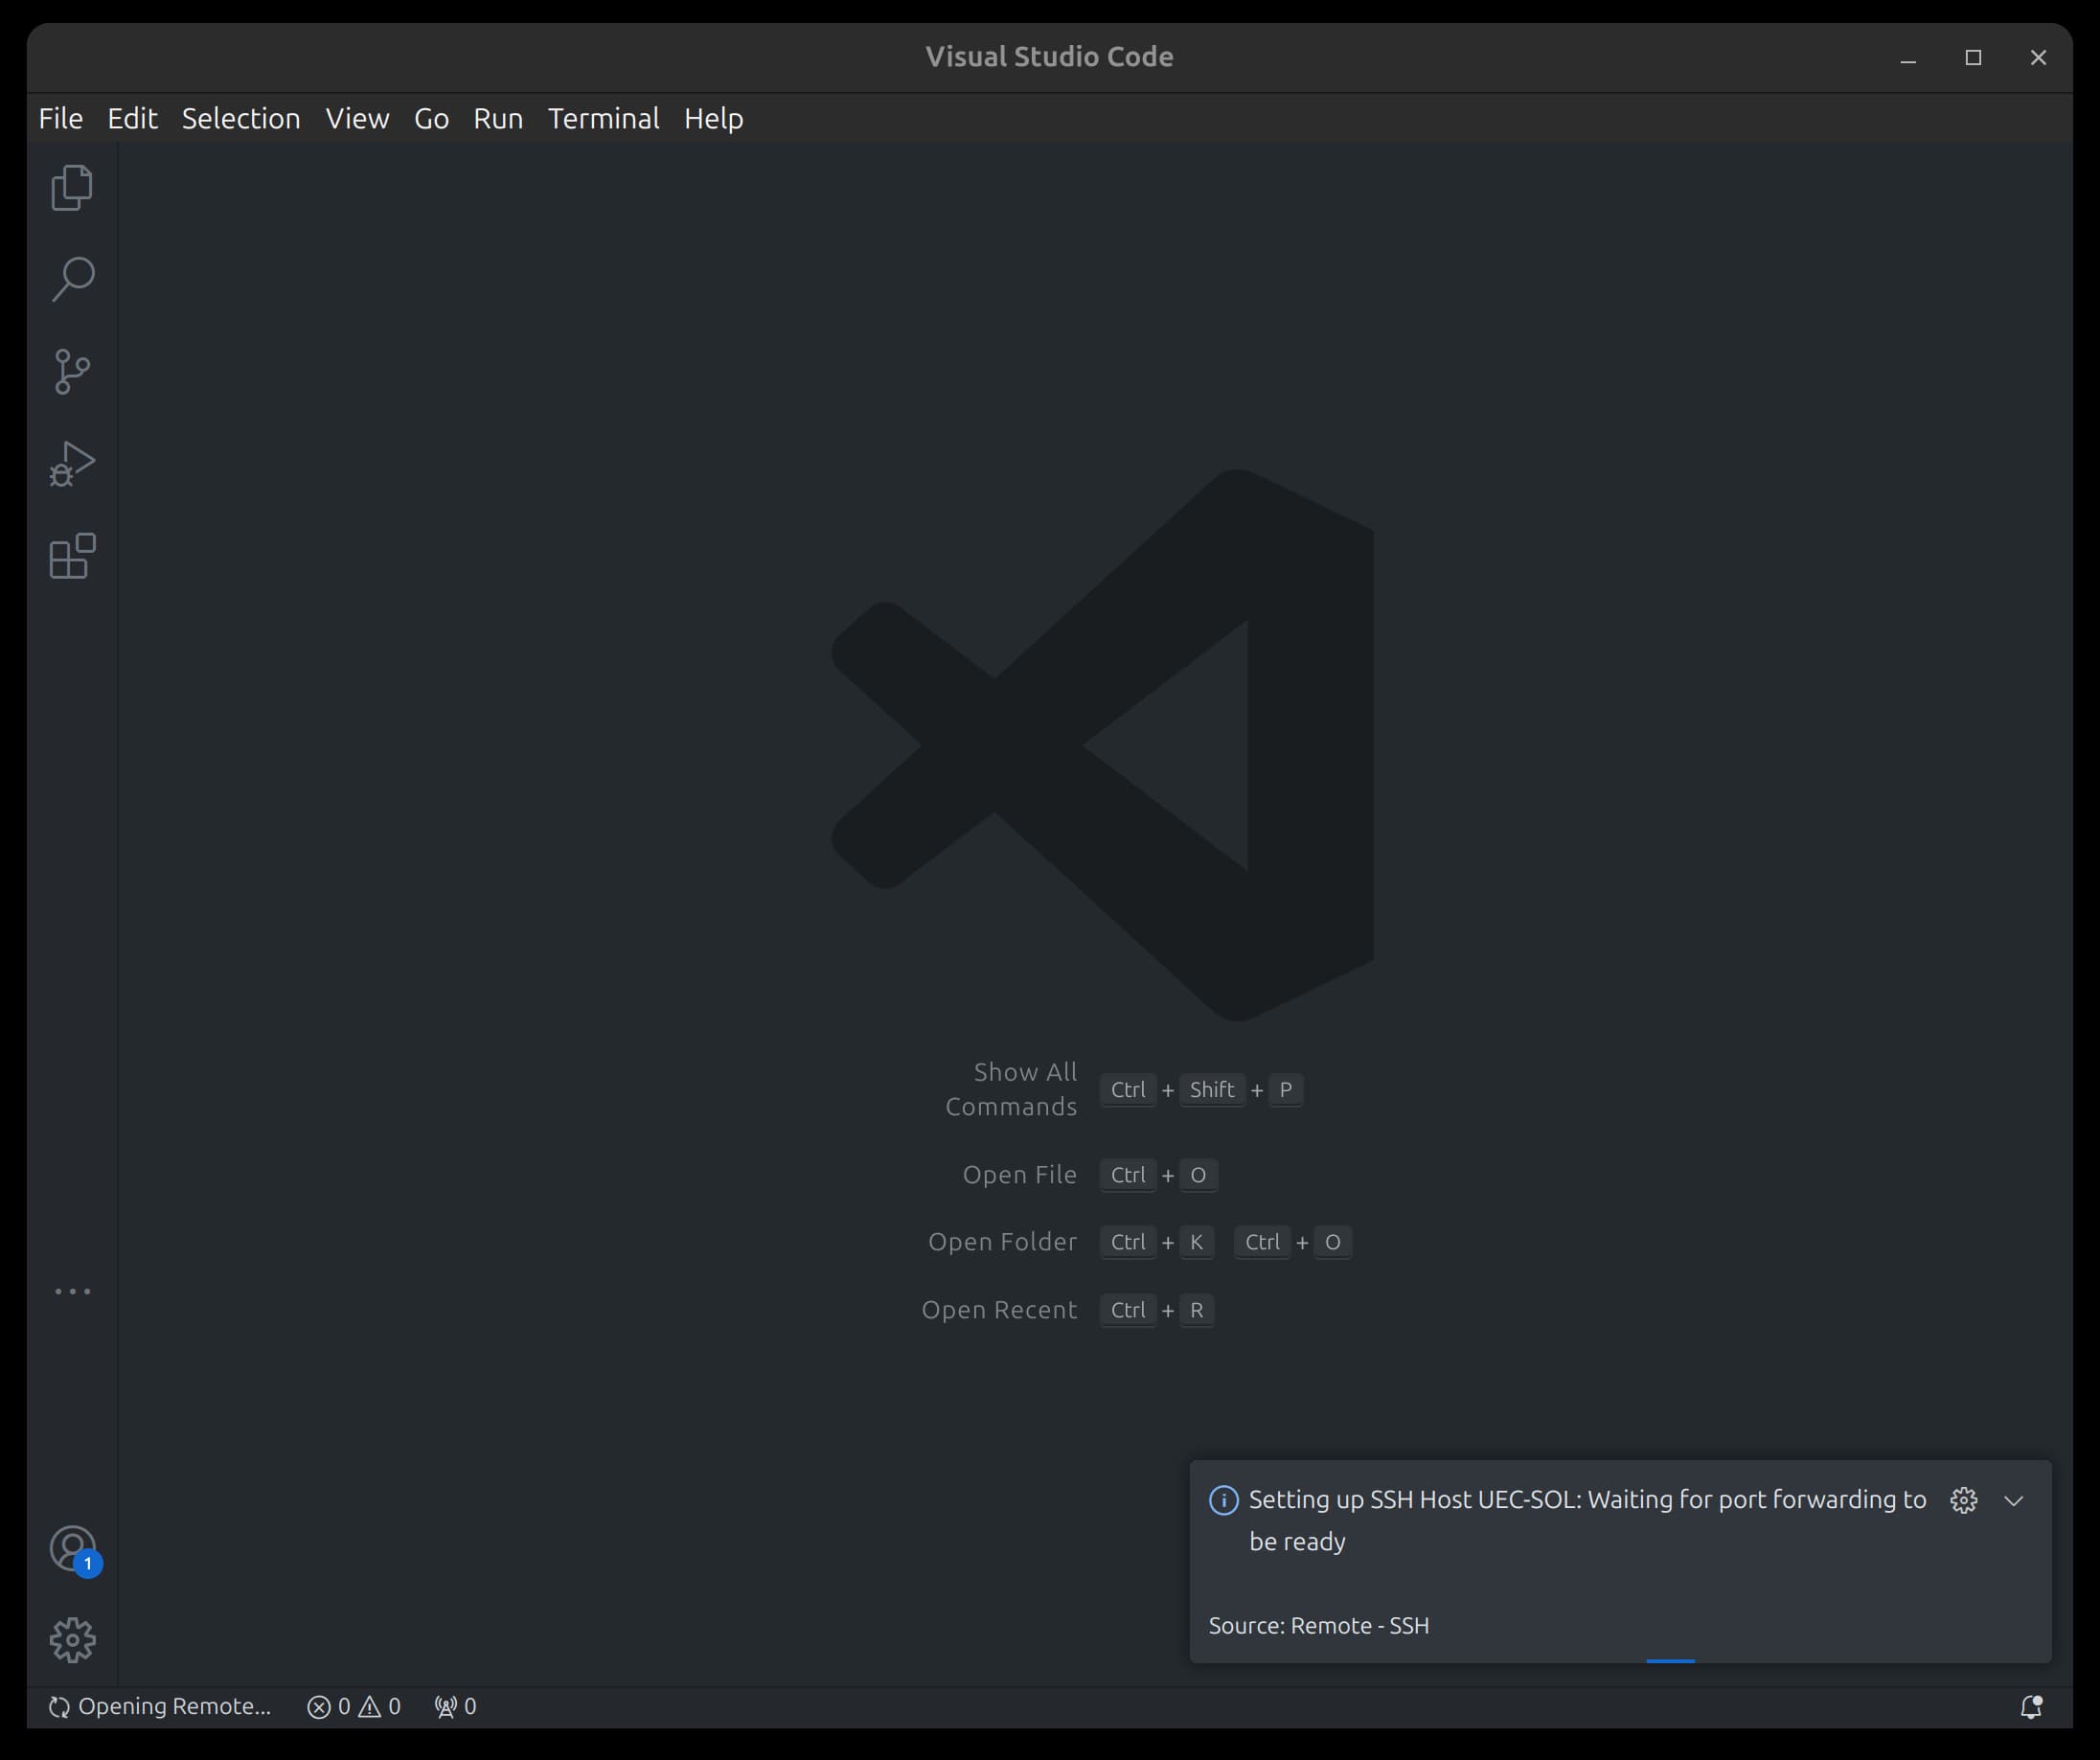 Visual Studio Code
File Edit Selection View Go Run Terminal Help
Show All
Commands
Ctrl + Shift + P
Open File Ctrl + O
Open Folder Ctrl + K Ctrl + O
Open Recent Ctrl + R
Setting up SSH Host UEC-SOL: Waiting for port forwarding to
be ready
Source: Remote - SSH
1
Opening Remote... 0 0 0